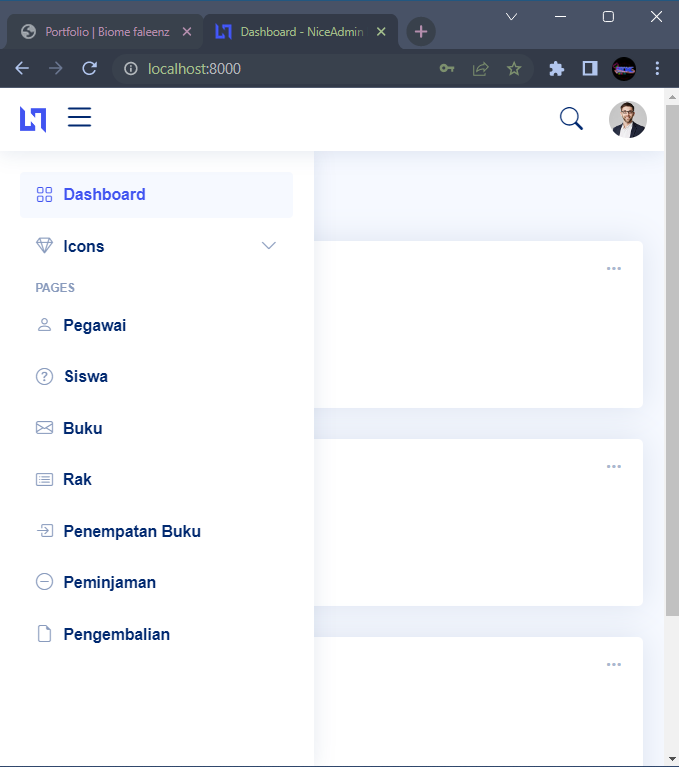 Portfolio | Biome faleenz
Dashboard - NiceAdmin
localhost:8000
Dashboard
Icons
PAGES
Pegawai
Siswa
Buku
Rak
Penempatan Buku
Peminjaman
Pengembalian